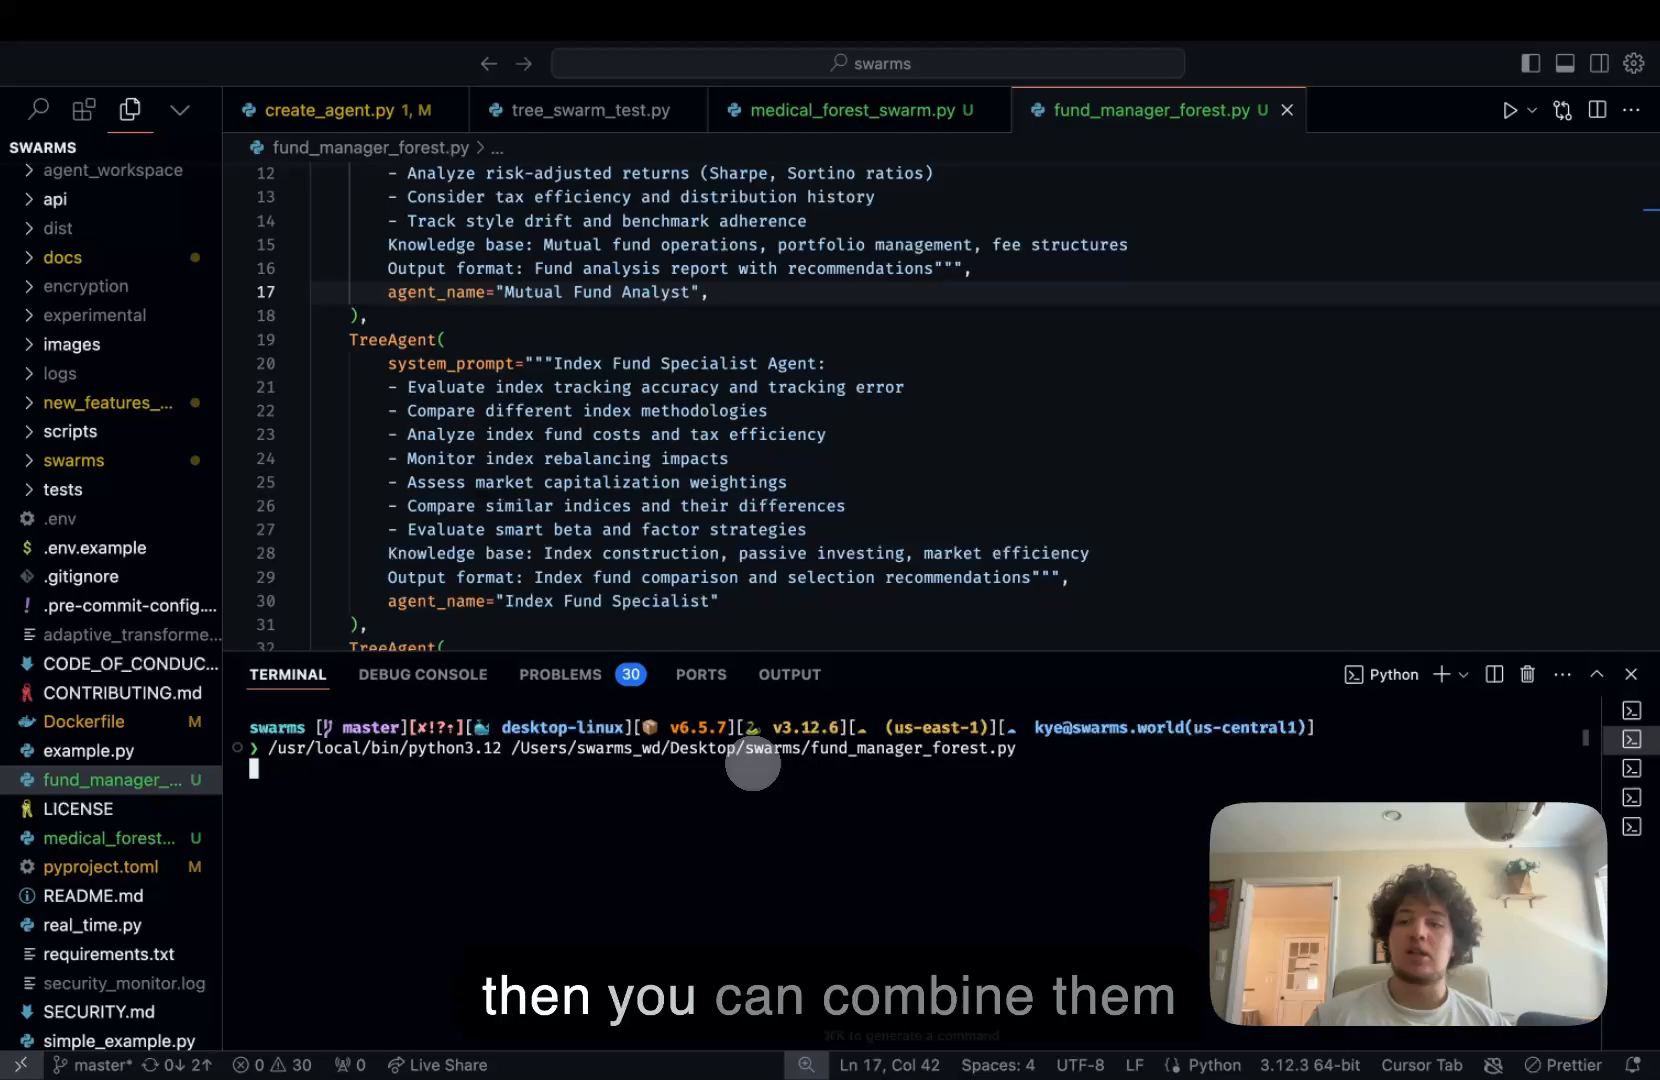 swarms
create_agent.py 1, M
tree_swarm_test.py
medical_forest_swarm.py U
fund_manager_forest.py U
SWARMS
agent_workspace
api
dist
docs
encryption
experimental
images
logs
new_features_...
scripts
swarms
tests
.env
.env.example
.gitignore
.pre-commit-config....
adaptive_transforme...
CODE_OF_CONDUC...
CONTRIBUTING.md
Dockerfile M
example.py
fund_manager_... U
LICENSE
medical_forest... U
pyproject.toml M
README.md
real_time.py
requirements.txt
security_monitor.log
SECURITY.md
simple_example.py
fund_manager_forest.py > ...
12 - Analyze risk-adjusted returns (Sharpe, Sortino ratios)
13 - Consider tax efficiency and distribution history
14 - Track style drift and benchmark adherence
15 Knowledge base: Mutual fund operations, portfolio management, fee structures
16 Output format: Fund analysis report with recommendations""",
17 agent_name="Mutual Fund Analyst",
18 ),
19 TreeAgent(
20 system_prompt="""Index Fund Specialist Agent:
21 - Evaluate index tracking accuracy and tracking error
22 - Compare different index methodologies
23 - Analyze index fund costs and tax efficiency
24 - Monitor index rebalancing impacts
25 - Assess market capitalization weightings
26 - Compare similar indices and their differences
27 - Evaluate smart beta and factor strategies
28 Knowledge base: Index construction, passive investing, market efficiency
29 Output format: Index fund comparison and selection recommendations""",
30 agent_name="Index Fund Specialist"
31 ),
32 TreeAgent(
TERMINAL DEBUG CONSOLE PROBLEMS 30 PORTS OUTPUT
Python
swarms [ master][✘!?⇡][ desktop-linux][ v6.5.7][ v3.12.6][ (us-east-1)][ kye@swarms.world(us-central1)]
❯ /usr/local/bin/python3.12 /Users/swarms_wd/Desktop/swarms/fund_manager_forest.py
then you can combine them
⌘K to generate a command
master* 0↓ 2↑ 0 30 0 Live Share
Ln 17, Col 42 Spaces: 4 UTF-8 LF Python 3.12.3 64-bit Cursor Tab Prettier